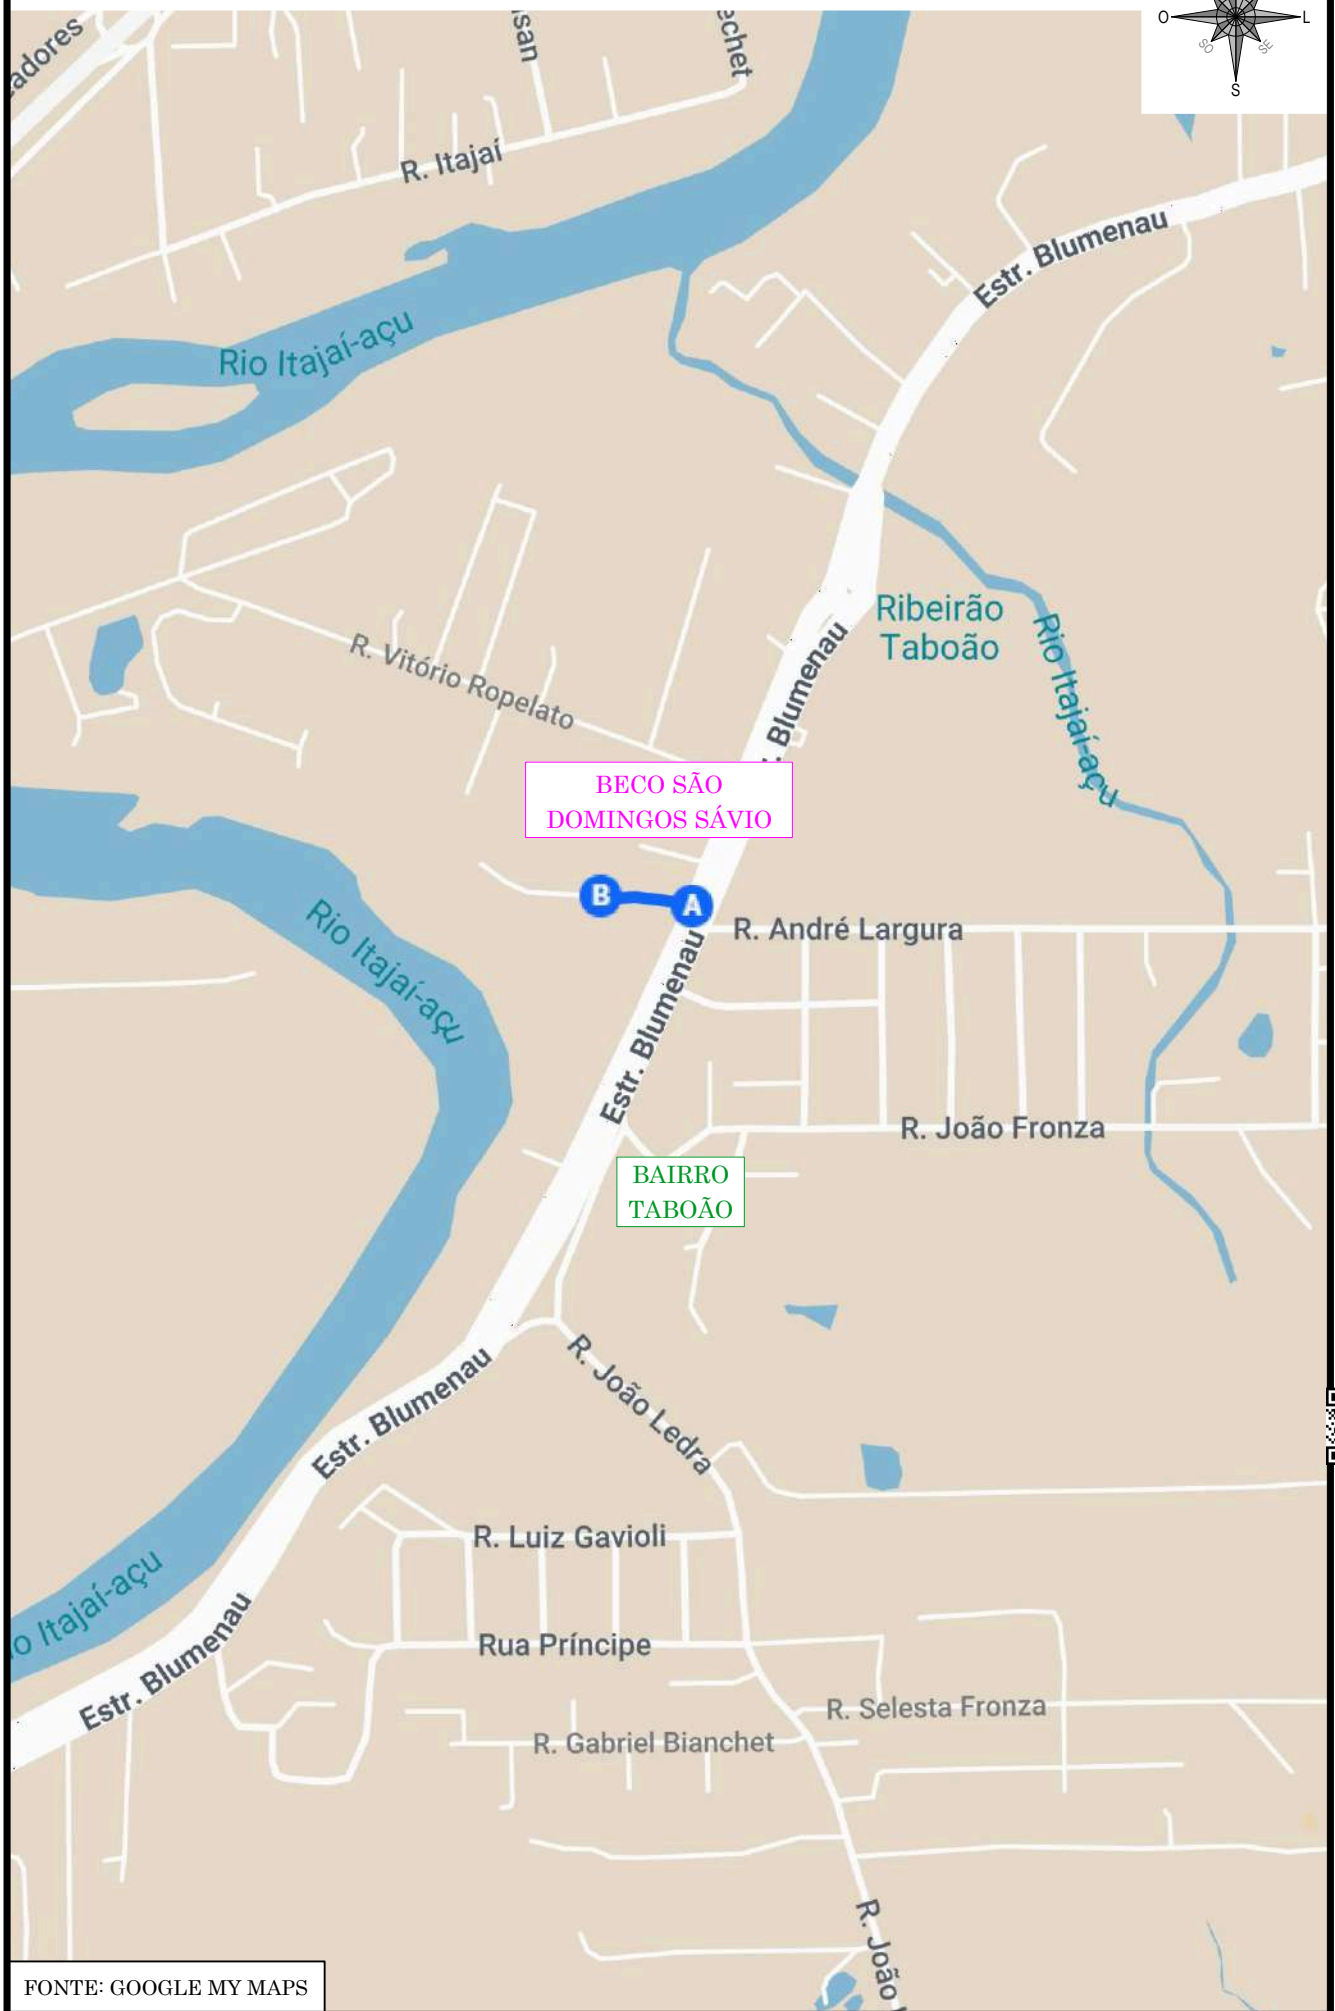 O
L
SO
SE
S
adores
san
echet
R. Itajaí
Estr. Blumenau
Rio Itajaí-açu
Ribeirão
Taboão
Rio Itajaí-açu
R. Vitório Ropelato
. Blumenau
BECO SÃO
DOMINGOS SÁVIO
B
A
R. André Largura
Rio Itajaí-açu
Estr. Blumenau
R. João Fronza
BAIRRO
TABOÃO
R. João Ledra
Estr. Blumenau
R. Luiz Gavioli
o Itajaí-açu
Rua Príncipe
Estr. Blumenau
R. Selesta Fronza
R. Gabriel Bianchet
R. João
FONTE: GOOGLE MY MAPS